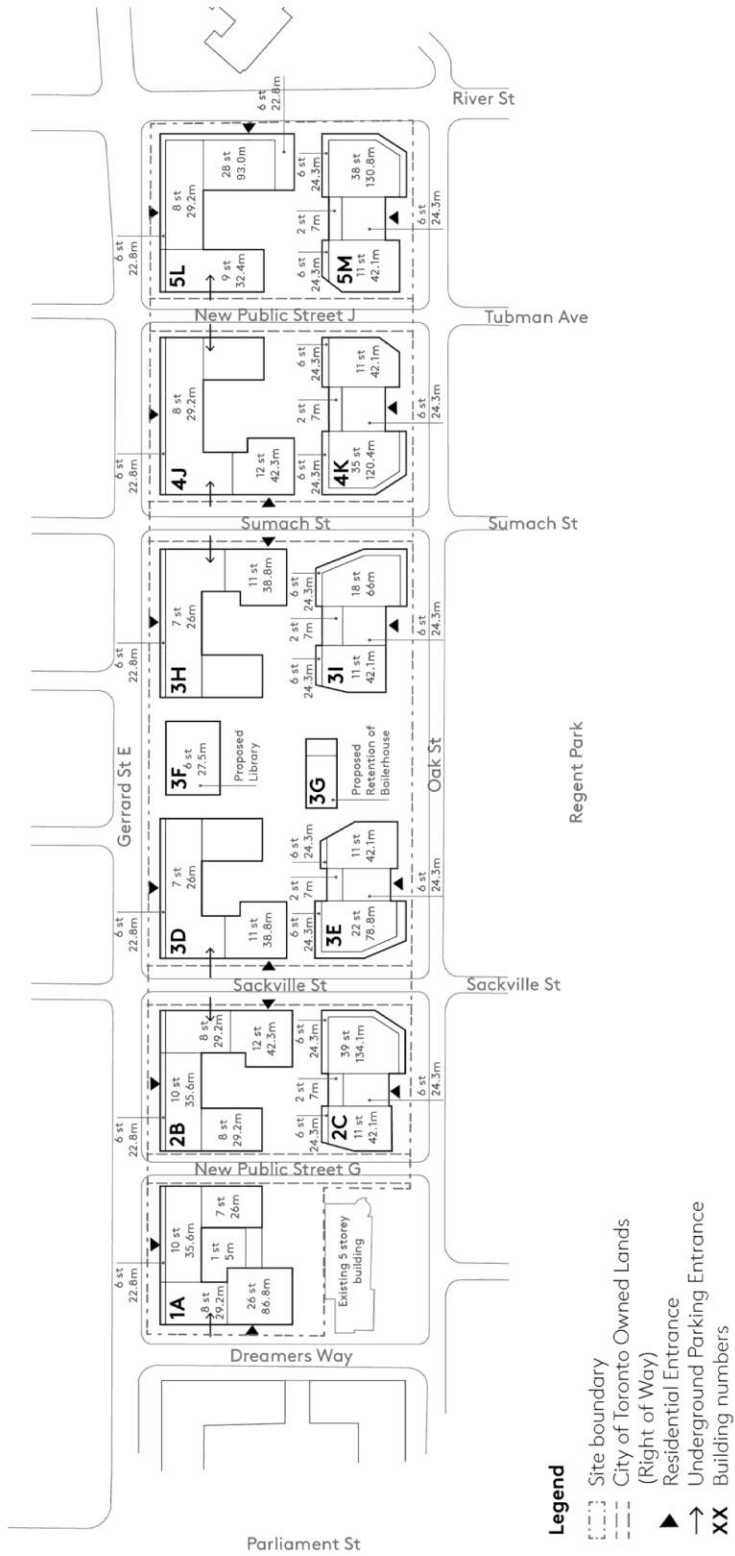 River St
6 st
22.8m
6 st
22.8m
5L
8 st
29.2m
28 st
93.0m
9 st
32.4m
6 st
24.3m
38 st
130.8m
2 st
7m
6 st
24.3m
5M
11 st
42.1m
6 st
24.3m
New Public Street J
Tubman Ave
6 st
22.8m
4J
8 st
29.2m
12 st
42.3m
6 st
24.3m
11 st
42.1m
2 st
7m
6 st
24.3m
4K
35 st
120.4m
6 st
24.3m
Sumach St
Sumach St
6 st
22.8m
3H
7 st
26m
11 st
38.8m
6 st
24.3m
18 st
66m
2 st
7m
6 st
24.3m
3I
11 st
42.1m
6 st
24.3m
Gerrard St E
3F
6 st
27.5m
Proposed
Library
3G
Proposed
Retention of
Boilerhouse
Oak St
Regent Park
6 st
22.8m
3D
7 st
26m
11 st
38.8m
6 st
24.3m
11 st
42.1m
2 st
7m
6 st
24.3m
3E
22 st
78.8m
6 st
24.3m
Sackville St
Sackville St
6 st
22.8m
2B
10 st
35.6m
8 st
29.2m
12 st
42.3m
8 st
29.2m
6 st
24.3m
39 st
134.1m
2 st
7m
6 st
24.3m
2C
11 st
42.1m
6 st
24.3m
New Public Street G
6 st
22.8m
1A
10 st
35.6m
7 st
26m
1 st
5m
8 st
29.2m
26 st
86.8m
Existing 5 storey
building
Dreamers Way
Parliament St
Legend
Site boundary
City of Toronto Owned Lands
(Right of Way)
Residential Entrance
Underground Parking Entrance
XX Building numbers